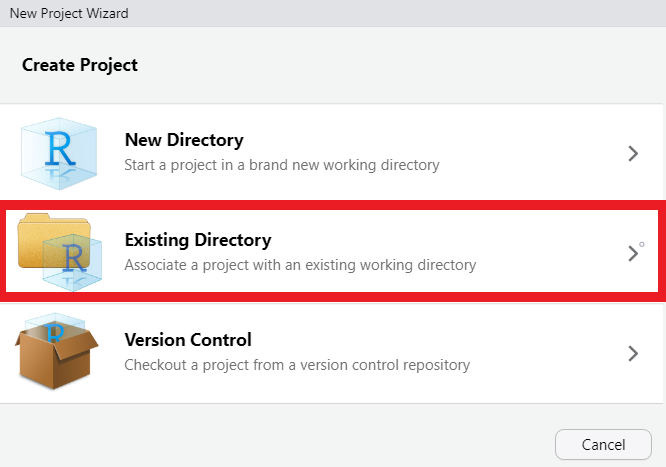 New Project Wizard
Create Project
R
New Directory
Start a project in a brand new working directory
R
Existing Directory
Associate a project with an existing working directory
R
Version Control
Checkout a project from a version control repository
Cancel